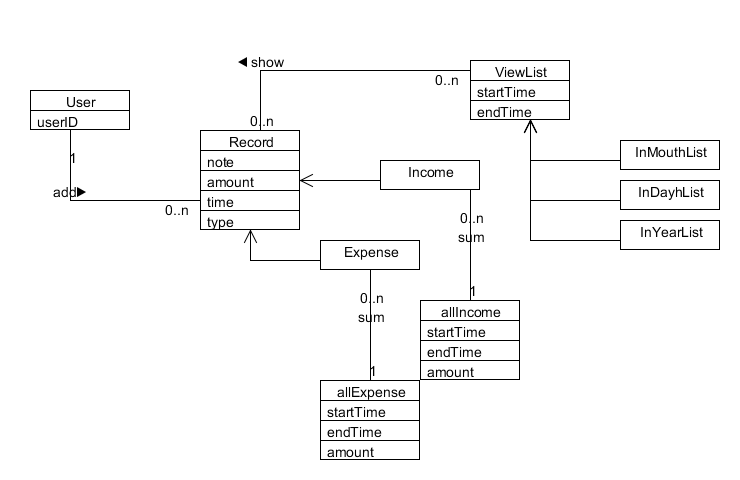 ◄ show
ViewList
0..n
startTime
endTime
User
userID
0..n
Record
note
amount
time
type
1
add►
0..n
InMouthList
InDayhList
InYearList
Income
0..n
sum
Expense
0..n
sum
1
allIncome
startTime
endTime
amount
1
allExpense
startTime
endTime
amount